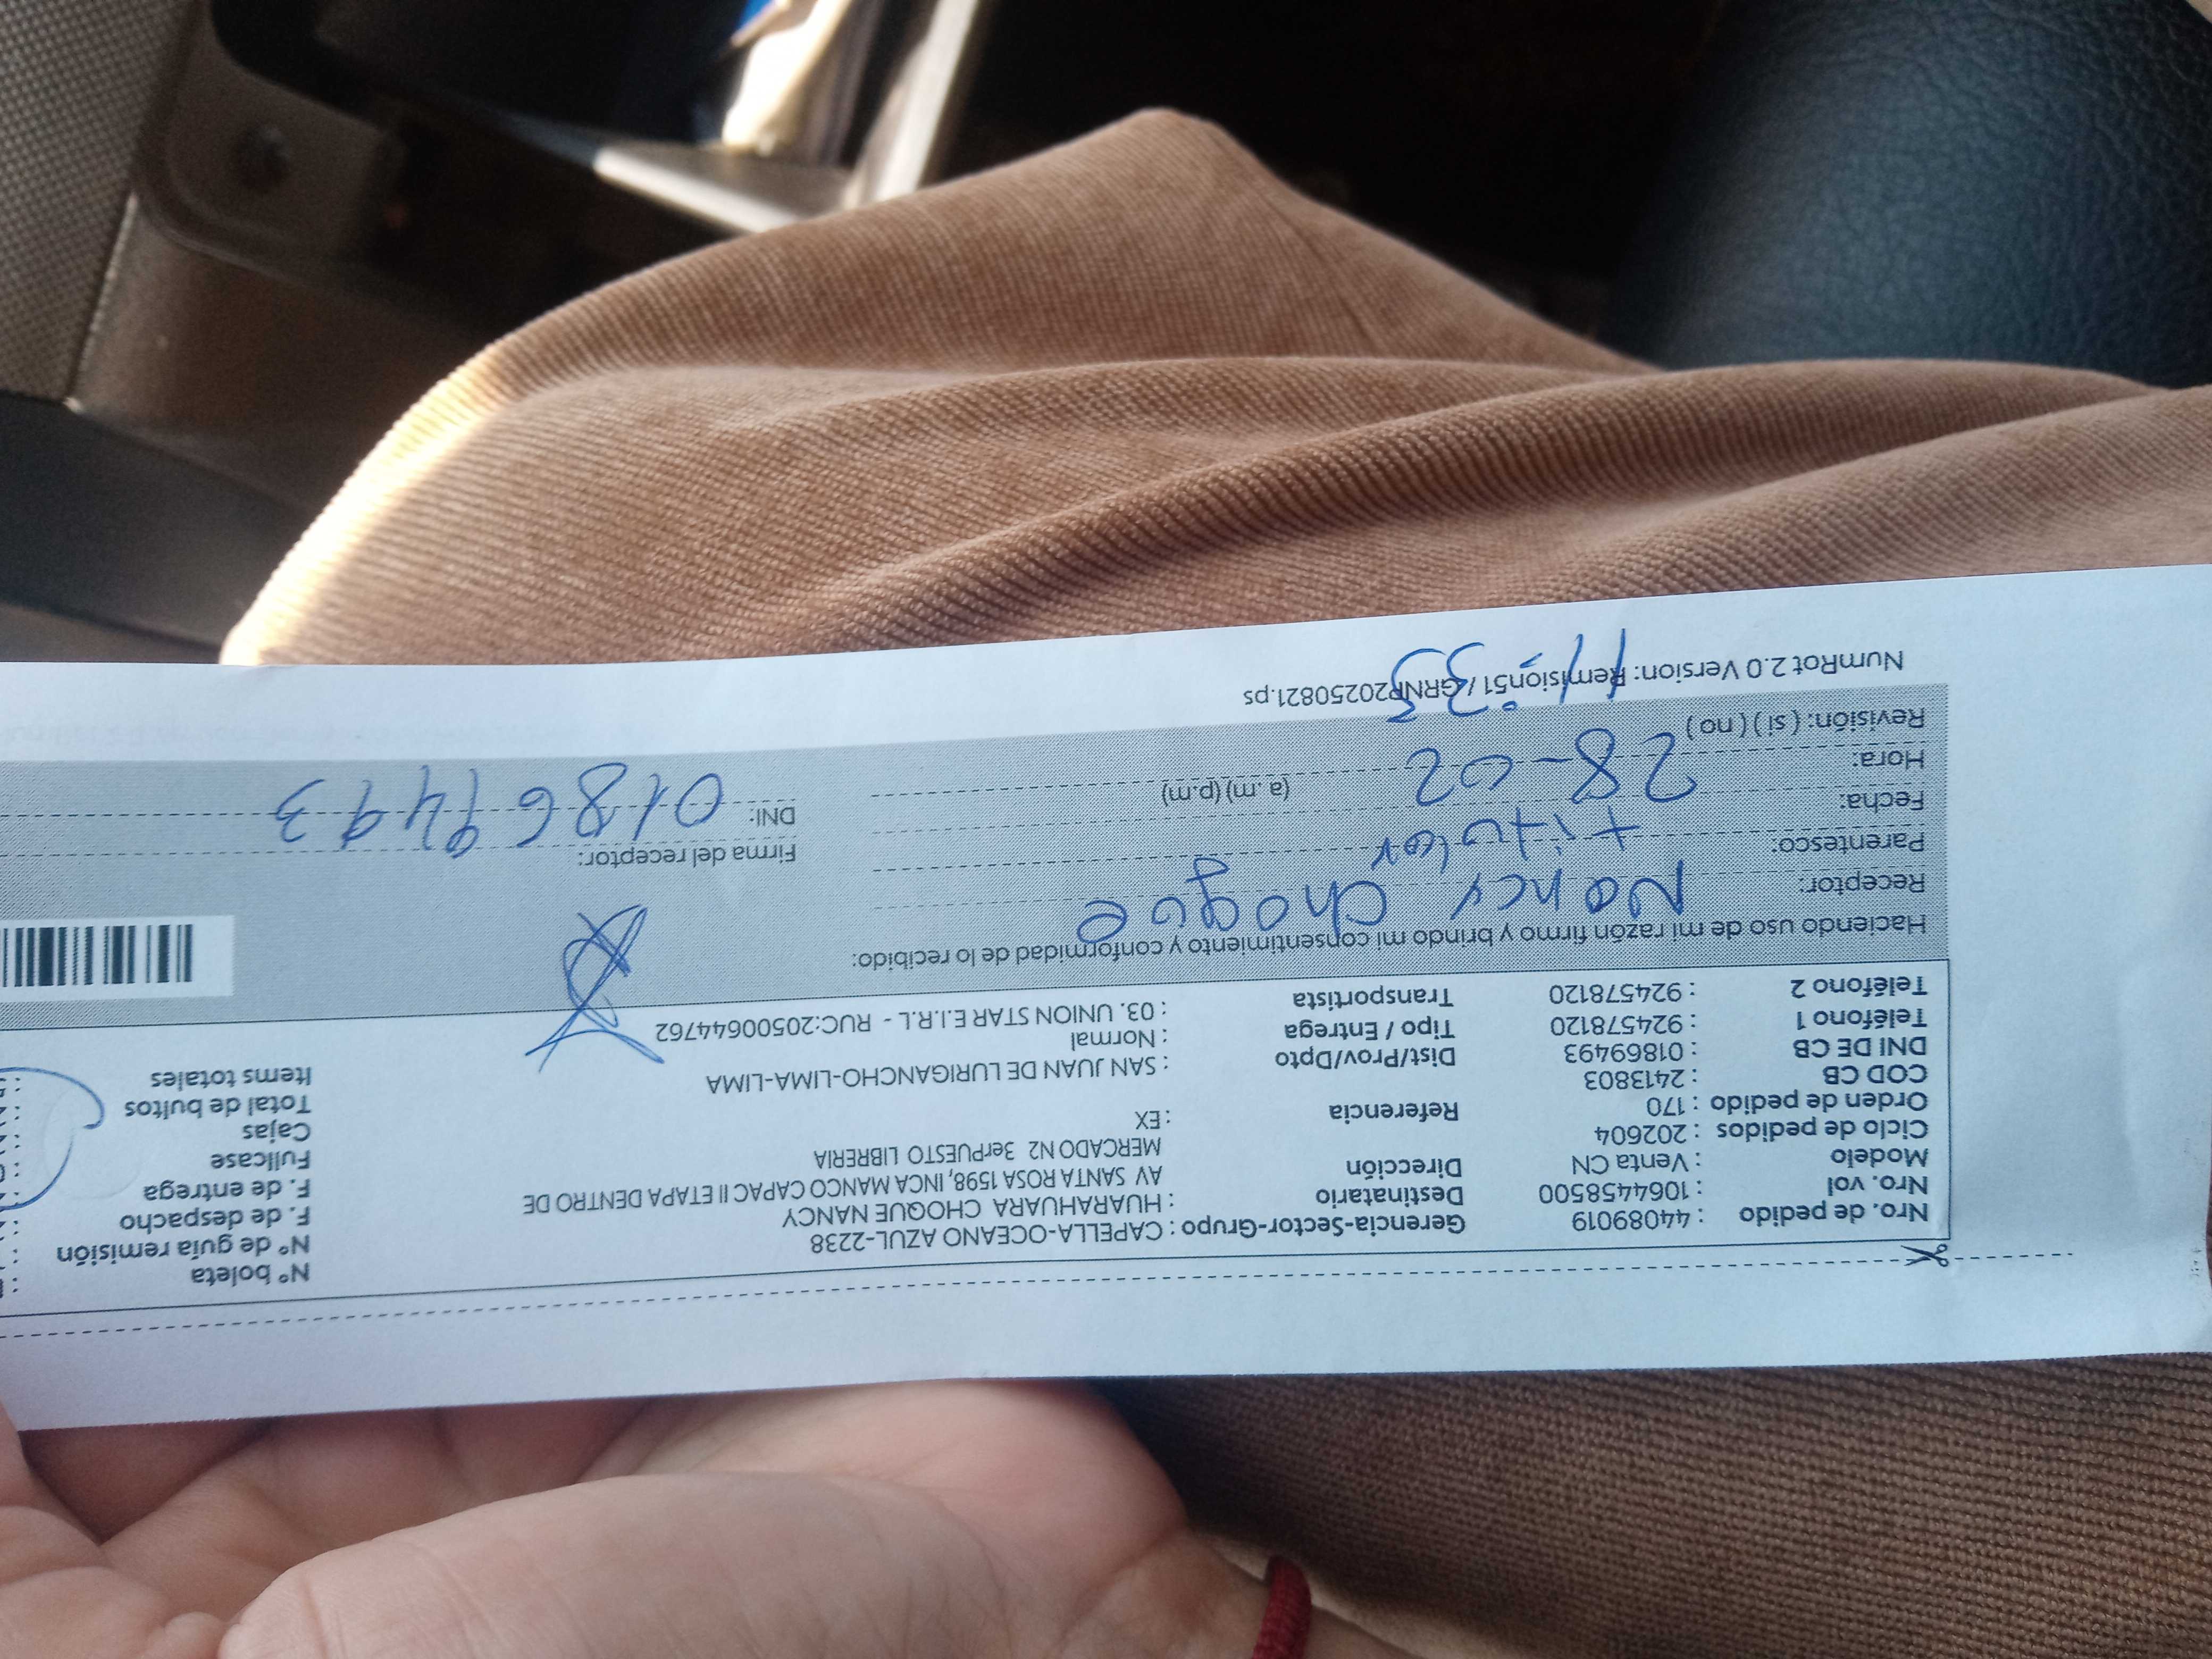 Nro. de pedido : 44089019
Nro. vol : 1064458500
Modelo : Venta CN
Ciclo de pedidos : 202604
Orden de pedido : 170
COD CB : 2413803
DNI DE CB : 01869493
Teléfono 1 : 924578120
Teléfono 2 : 924578120
Gerencia-Sector-Grupo : CAPELLA-OCEANO AZUL-2238
Destinatario : HUARAHUARA CHOQUE NANCY
Dirección AV SANTA ROSA 1598, INCA MANCO CAPAC II ETAPA DENTRO DE
MERCADO N2 3erPUESTO LIBRERIA
Referencia : EX
Dist/Prov/Dpto : SAN JUAN DE LURIGANCHO-LIMA-LIMA
Tipo / Entrega : Normal
Transportista : 03. UNION STAR E.I.R.L - RUC:20500644762
N° boleta :
N° de guía remisión :
F. de despacho :
F. de entrega :
Fullcase :
Cajas :
Total de bultos :
Items totales :
Haciendo uso de mi razón firmo y brindo mi consentimiento y conformidad de lo recibido:
Receptor: Nancy choque
Parentesco: titular
Fecha: 28-02
Hora: (a.m) (p.m)
Revisión: ( si ) ( no )
11:35
Firma del receptor:
DNI: 01869493
NumRot 2.0 Version: Remision51 / GRNP20250821.ps